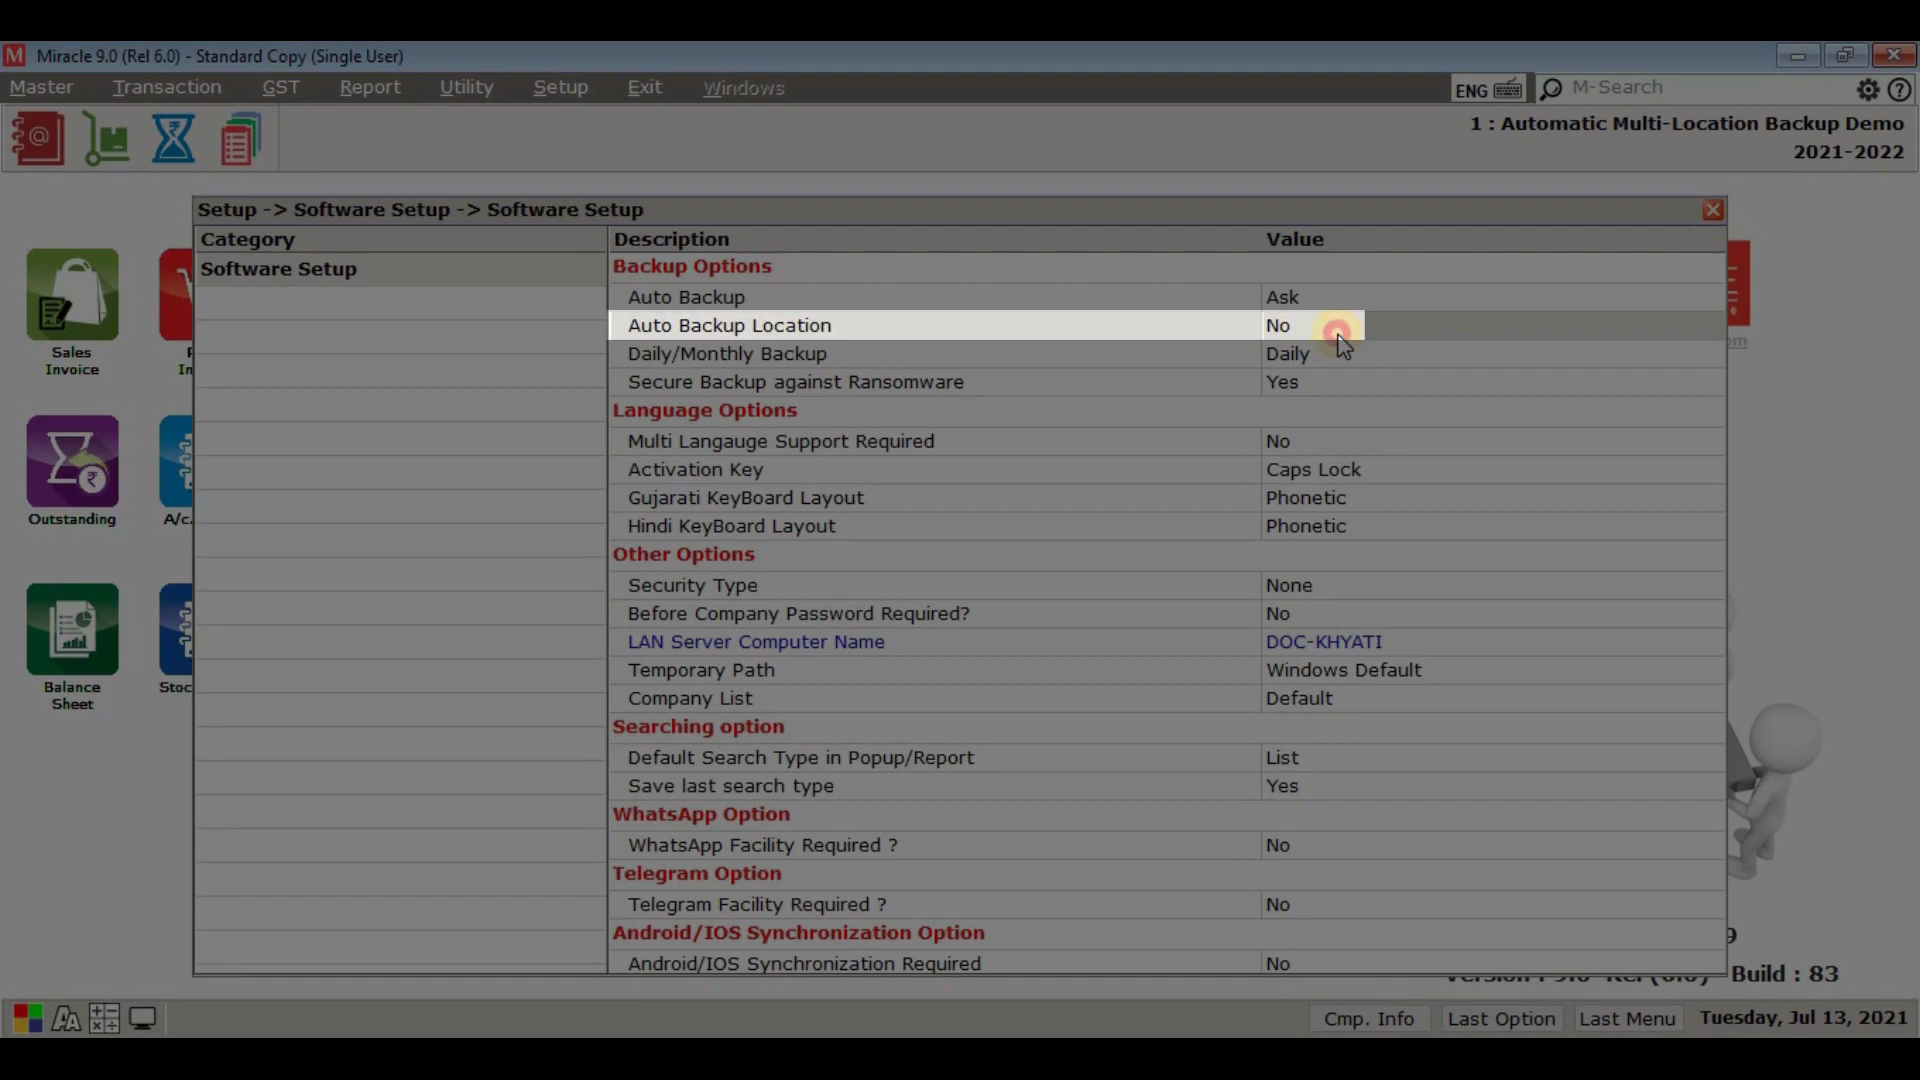 Miracle 9.0 (Rel 6.0) - Standard Copy (Single User)
Master Transaction GST Report Utility Setup Exit Windows
ENG M-Search
1 : Automatic Multi-Location Backup Demo
2021-2022
Setup -> Software Setup -> Software Setup
Category Description Value
Software Setup
Backup Options
Auto Backup Ask
Auto Backup Location No
Daily/Monthly Backup Daily
Secure Backup against Ransomware Yes
Language Options
Multi Langauge Support Required No
Activation Key Caps Lock
Gujarati KeyBoard Layout Phonetic
Hindi KeyBoard Layout Phonetic
Other Options
Security Type None
Before Company Password Required? No
LAN Server Computer Name DOC-KHYATI
Temporary Path Windows Default
Company List Default
Searching option
Default Search Type in Popup/Report List
Save last search type Yes
WhatsApp Option
WhatsApp Facility Required ? No
Telegram Option
Telegram Facility Required ? No
Android/IOS Synchronization Option
Android/IOS Synchronization Required No
Sales
Invoice
Outstanding
A/c.
Balance
Sheet
Stoc
om
9
Build : 83
Cmp. Info Last Option Last Menu Tuesday, Jul 13, 2021